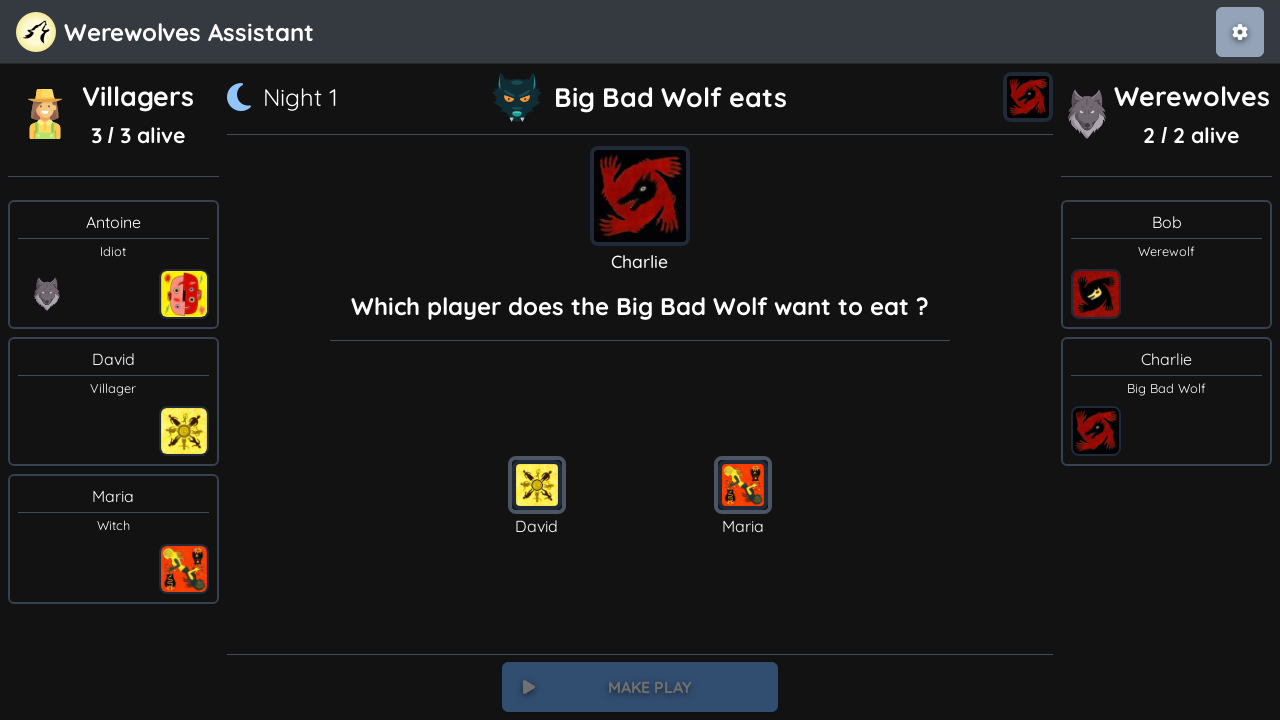 Werewolves Assistant
Villagers
3 / 3 alive
Night 1
Big Bad Wolf eats
Werewolves
2 / 2 alive
Antoine
Idiot
David
Villager
Maria
Witch
Charlie
Which player does the Big Bad Wolf want to eat ?
David
Maria
MAKE PLAY
Bob
Werewolf
Charlie
Big Bad Wolf